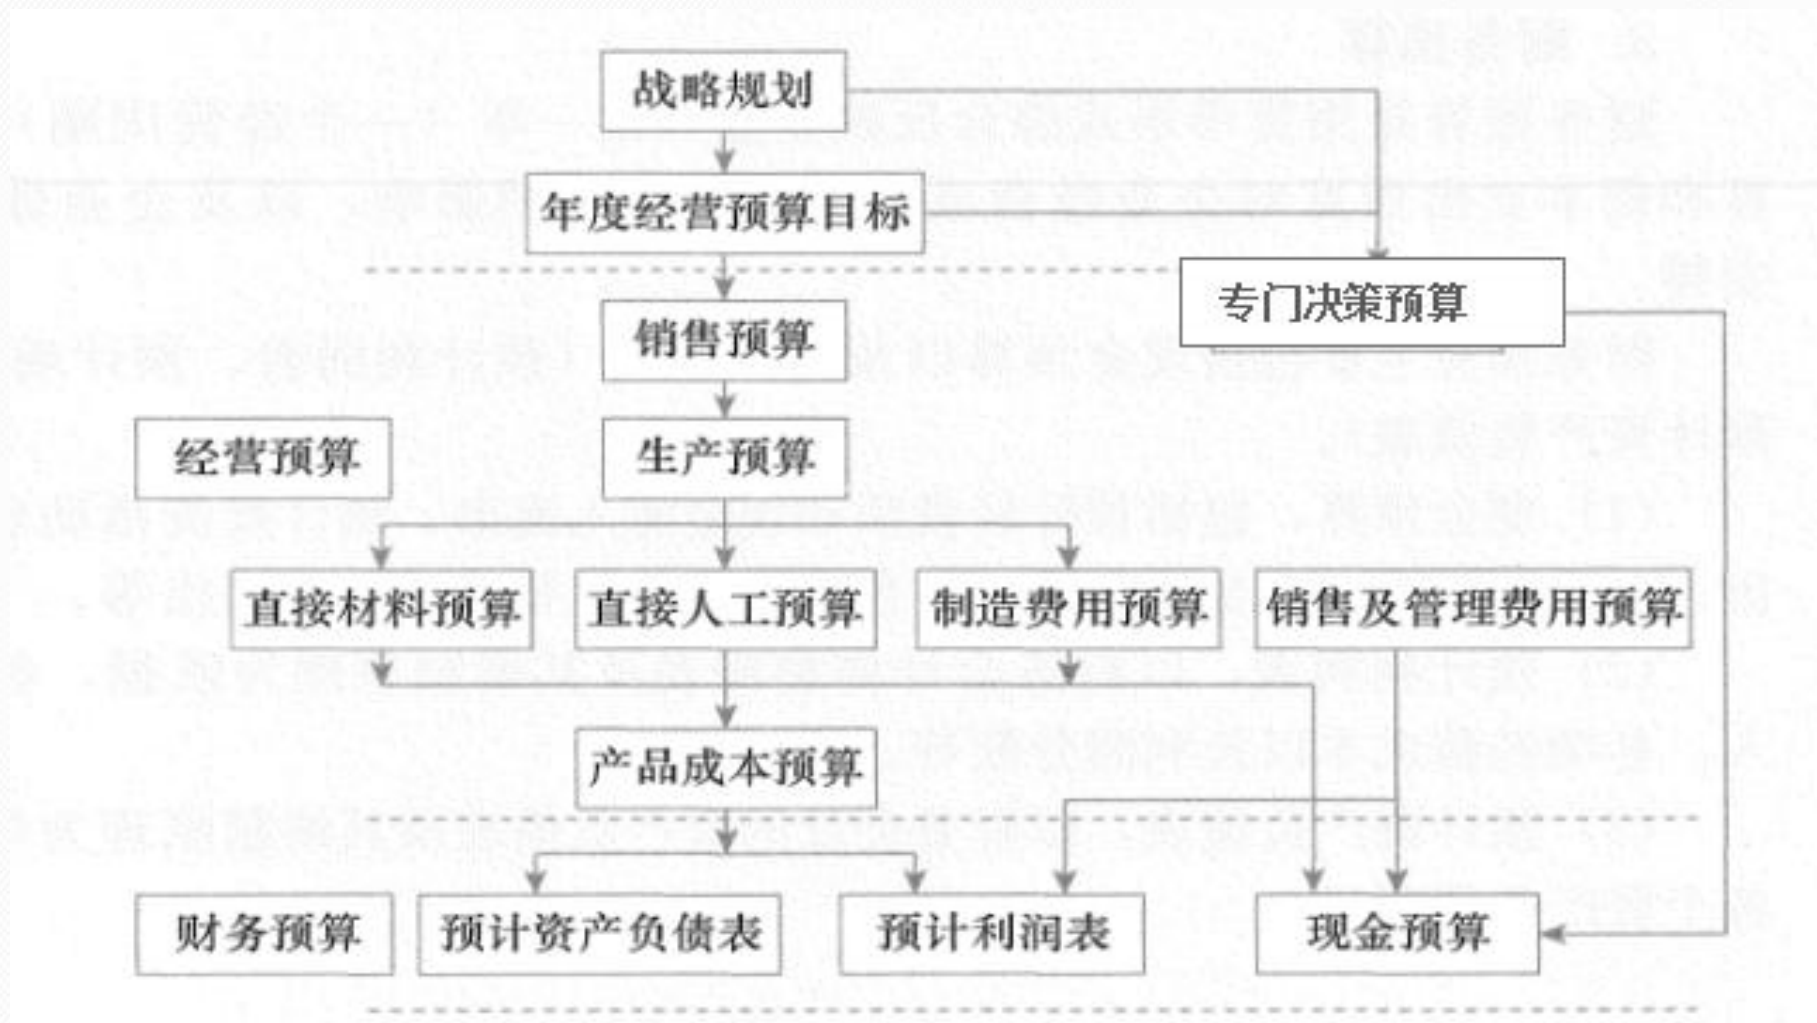 战略规划
年度经营预算目标
专门决策预算
销售预算
经营预算
生产预算
直接材料预算
直接人工预算
制造费用预算
销售及管理费用预算
产品成本预算
财务预算
预计资产负债表
预计利润表
现金预算